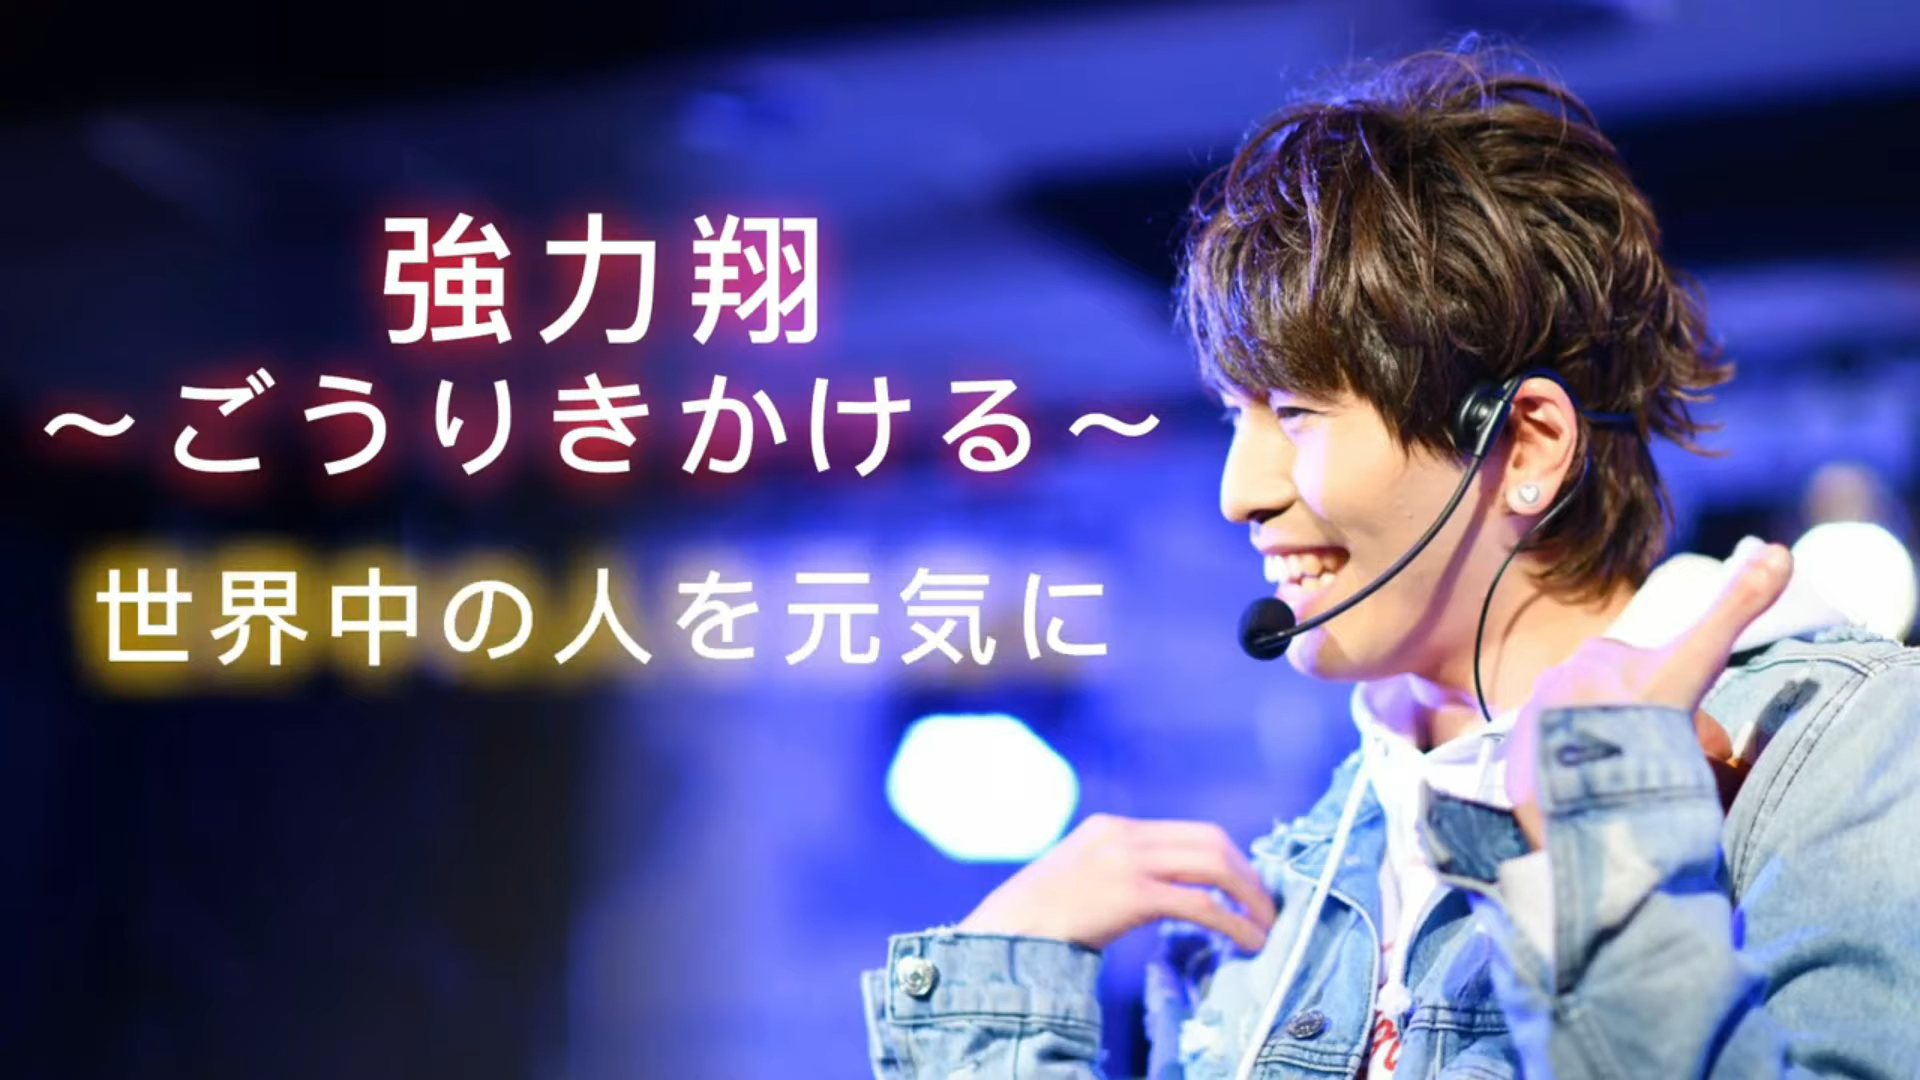 強力翔
～ごうりきかける～
世界中の人を元気に